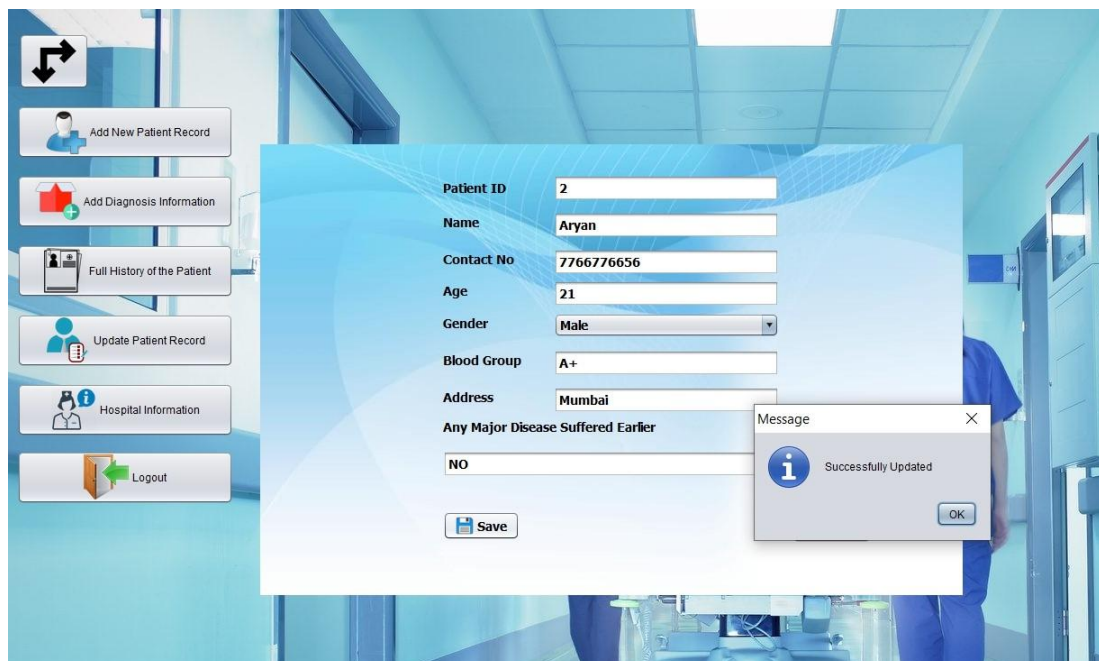 Add New Patient Record
Add Diagnosis Information
Full History of the Patient
Update Patient Record
Hospital Information
Logout
Patient ID 2
Name Aryan
Contact No 7766776656
Age 21
Gender Male
Blood Group A+
Address Mumbai
Any Major Disease Suffered Earlier
NO
Save
Message
Successfully Updated
OK